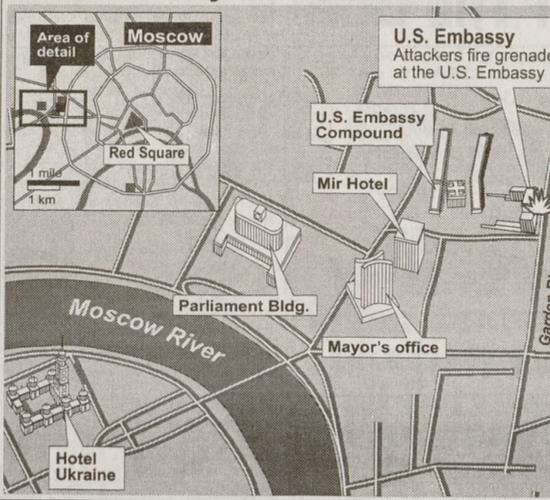 Area of
detail
Moscow
Red Square
1 mile
1 km
U.S. Embassy
Attackers fire grenade
at the U.S. Embassy
U.S. Embassy
Compound
Mir Hotel
Parliament Bldg.
Mayor's office
Moscow River
Hotel
Ukraine
Garden